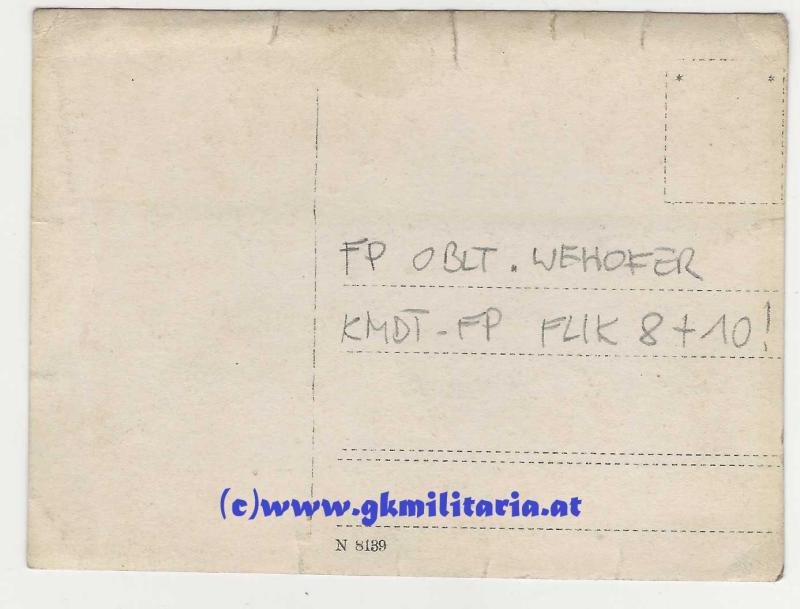 * *
FP OBLT. WEHOFER
KMDT-FP FLIK 8+10!
(c)www.gkmilitaria.at
N 8139